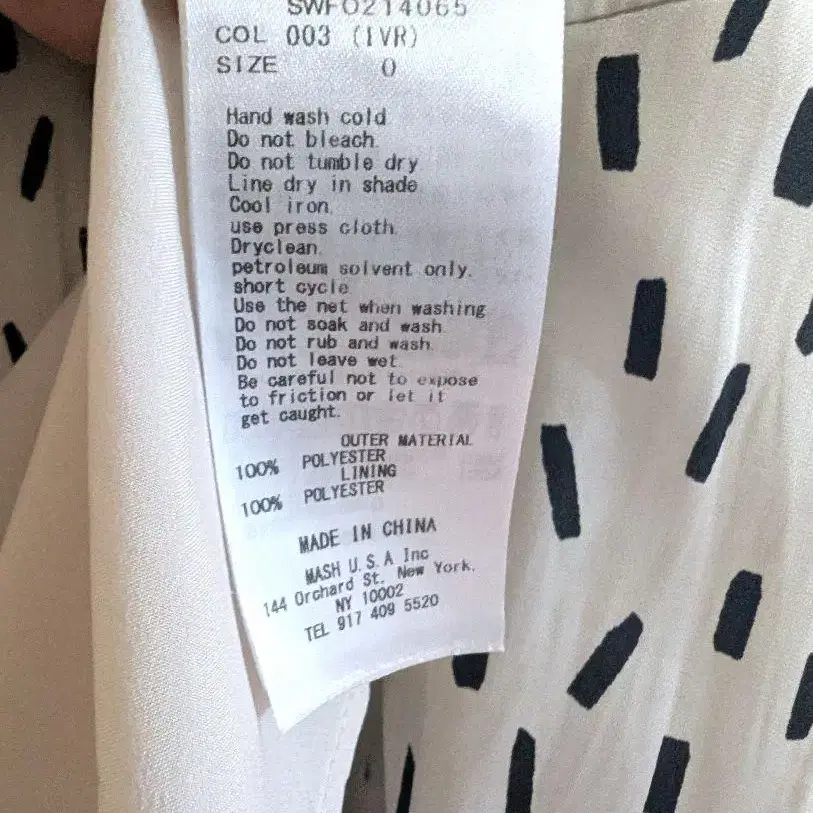 SWFO214065
COL 003 (IVR)
SIZE 0
Hand wash cold
Do not bleach.
Do not tumble dry
Line dry in shade
Cool iron.
use press cloth.
Dryclean.
petroleum solvent only.
short cycle
Use the net when washing
Do not soak and wash.
Do not rub and wash.
Do not leave wet.
Be careful not to expose
to friction or let it
get caught.
OUTER MATERIAL
100% POLYESTER
LINING
100% POLYESTER
MADE IN CHINA
MASH U.S.A Inc
144 Orchard St. New York.
NY 10002
TEL 917 409 5520